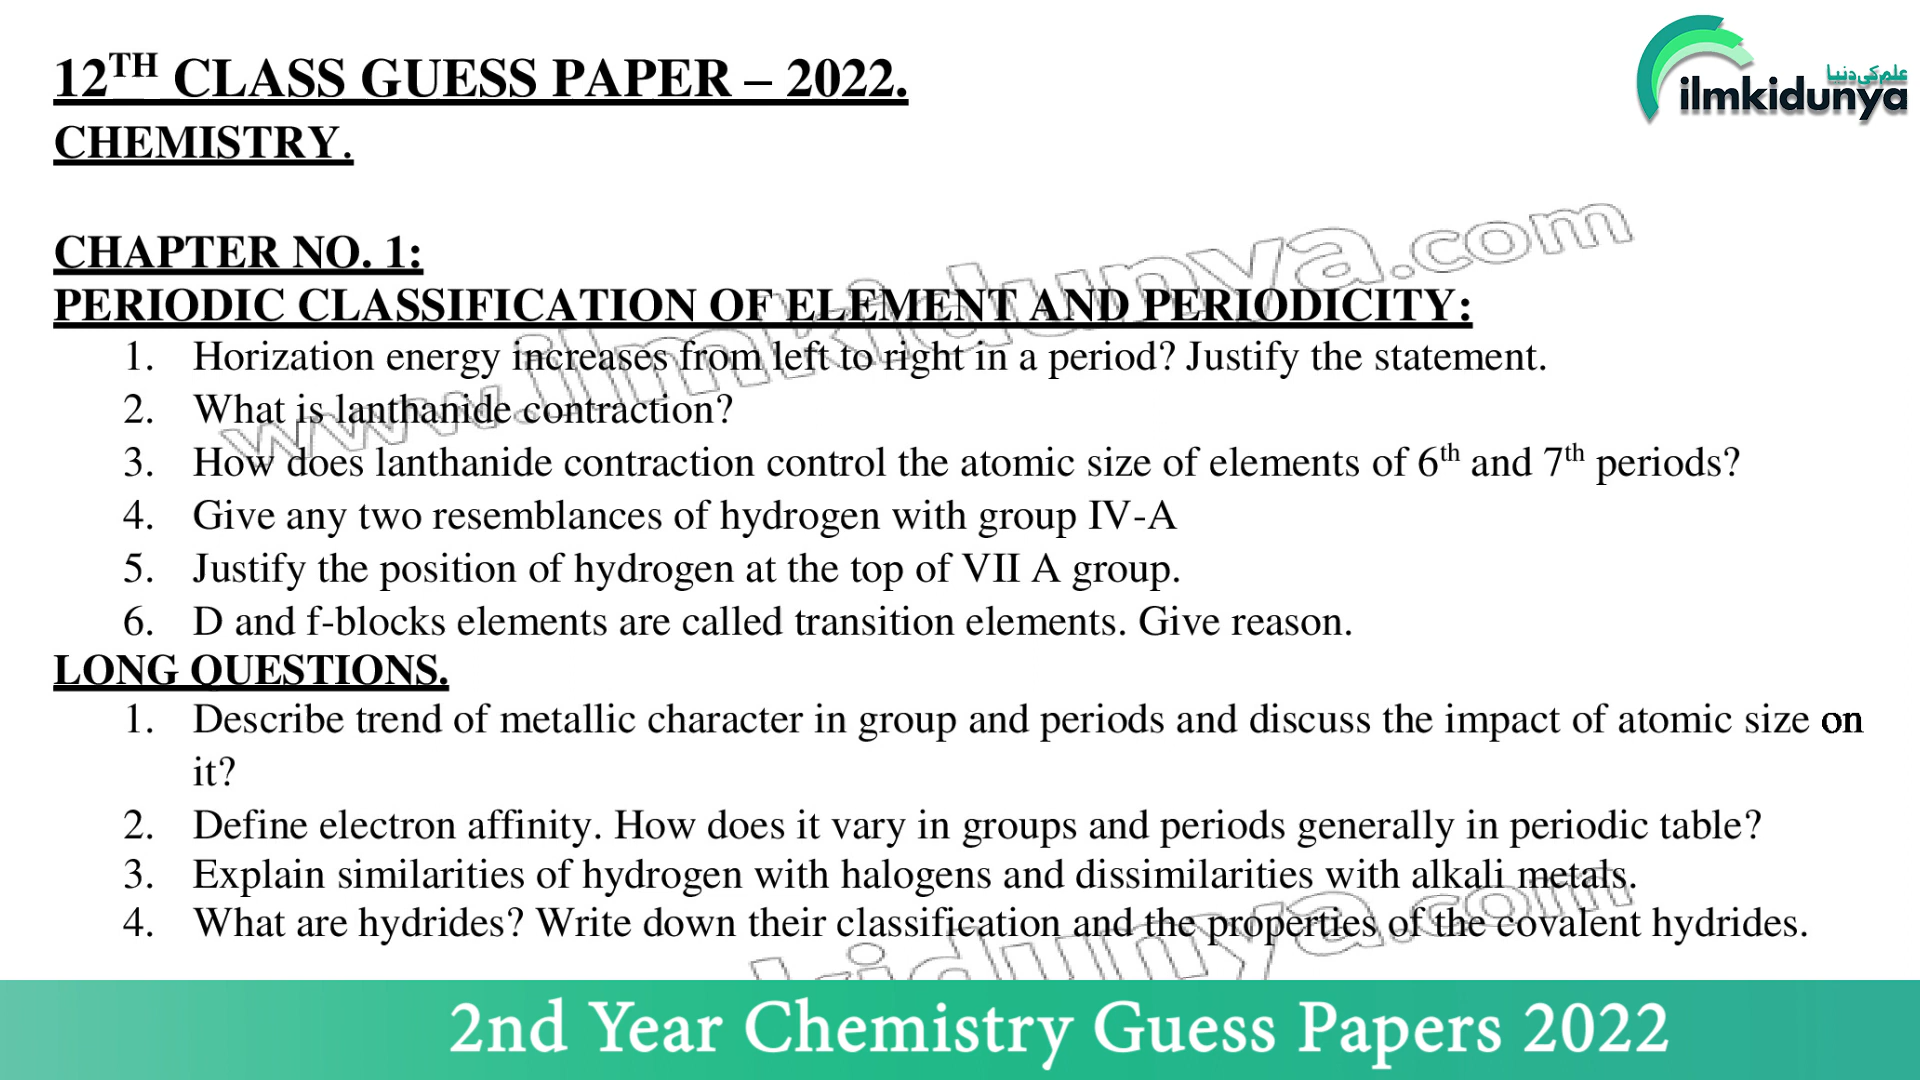 علم کی دنیا
ilmkidunya
12TH CLASS GUESS PAPER – 2022.
CHEMISTRY.
CHAPTER NO. 1:
PERIODIC CLASSIFICATION OF ELEMENT AND PERIODICITY:
1. Horization energy increases from left to right in a period? Justify the statement.
2. What is lanthanide contraction?
3. How does lanthanide contraction control the atomic size of elements of 6th and 7th periods?
4. Give any two resemblances of hydrogen with group IV-A
5. Justify the position of hydrogen at the top of VII A group.
6. D and f-blocks elements are called transition elements. Give reason.
LONG QUESTIONS.
1. Describe trend of metallic character in group and periods and discuss the impact of atomic size on
it?
2. Define electron affinity. How does it vary in groups and periods generally in periodic table?
3. Explain similarities of hydrogen with halogens and dissimilarities with alkali metals.
4. What are hydrides? Write down their classification and the properties of the covalent hydrides.
www.ilmkidunya.com
kidunya.com
2nd Year Chemistry Guess Papers 2022